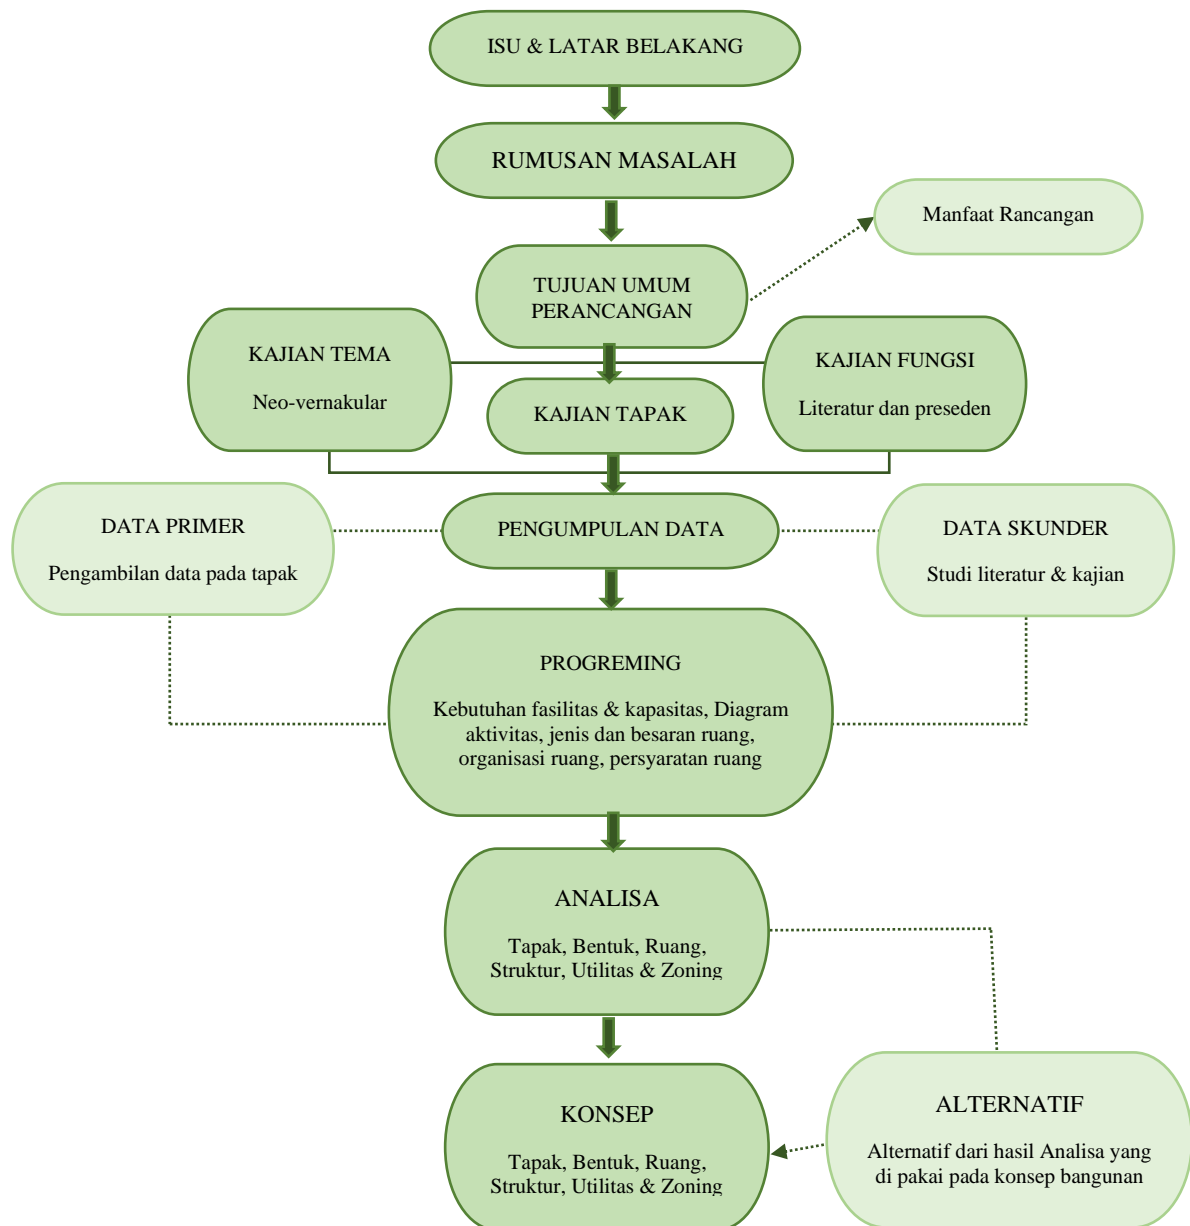 ISU & LATAR BELAKANG
RUMUSAN MASALAH
Manfaat Rancangan
TUJUAN UMUM
PERANCANGAN
KAJIAN TEMA
Neo-vernakular
KAJIAN TAPAK
KAJIAN FUNGSI
Literatur dan preseden
DATA PRIMER
Pengambilan data pada tapak
PENGUMPULAN DATA
DATA SKUNDER
Studi literatur & kajian
PROGREMING
Kebutuhan fasilitas & kapasitas, Diagram
aktivitas, jenis dan besaran ruang,
organisasi ruang, persyaratan ruang
ANALISA
Tapak, Bentuk, Ruang,
Struktur, Utilitas & Zoning
KONSEP
Tapak, Bentuk, Ruang,
Struktur, Utilitas & Zoning
ALTERNATIF
Alternatif dari hasil Analisa yang
di pakai pada konsep bangunan